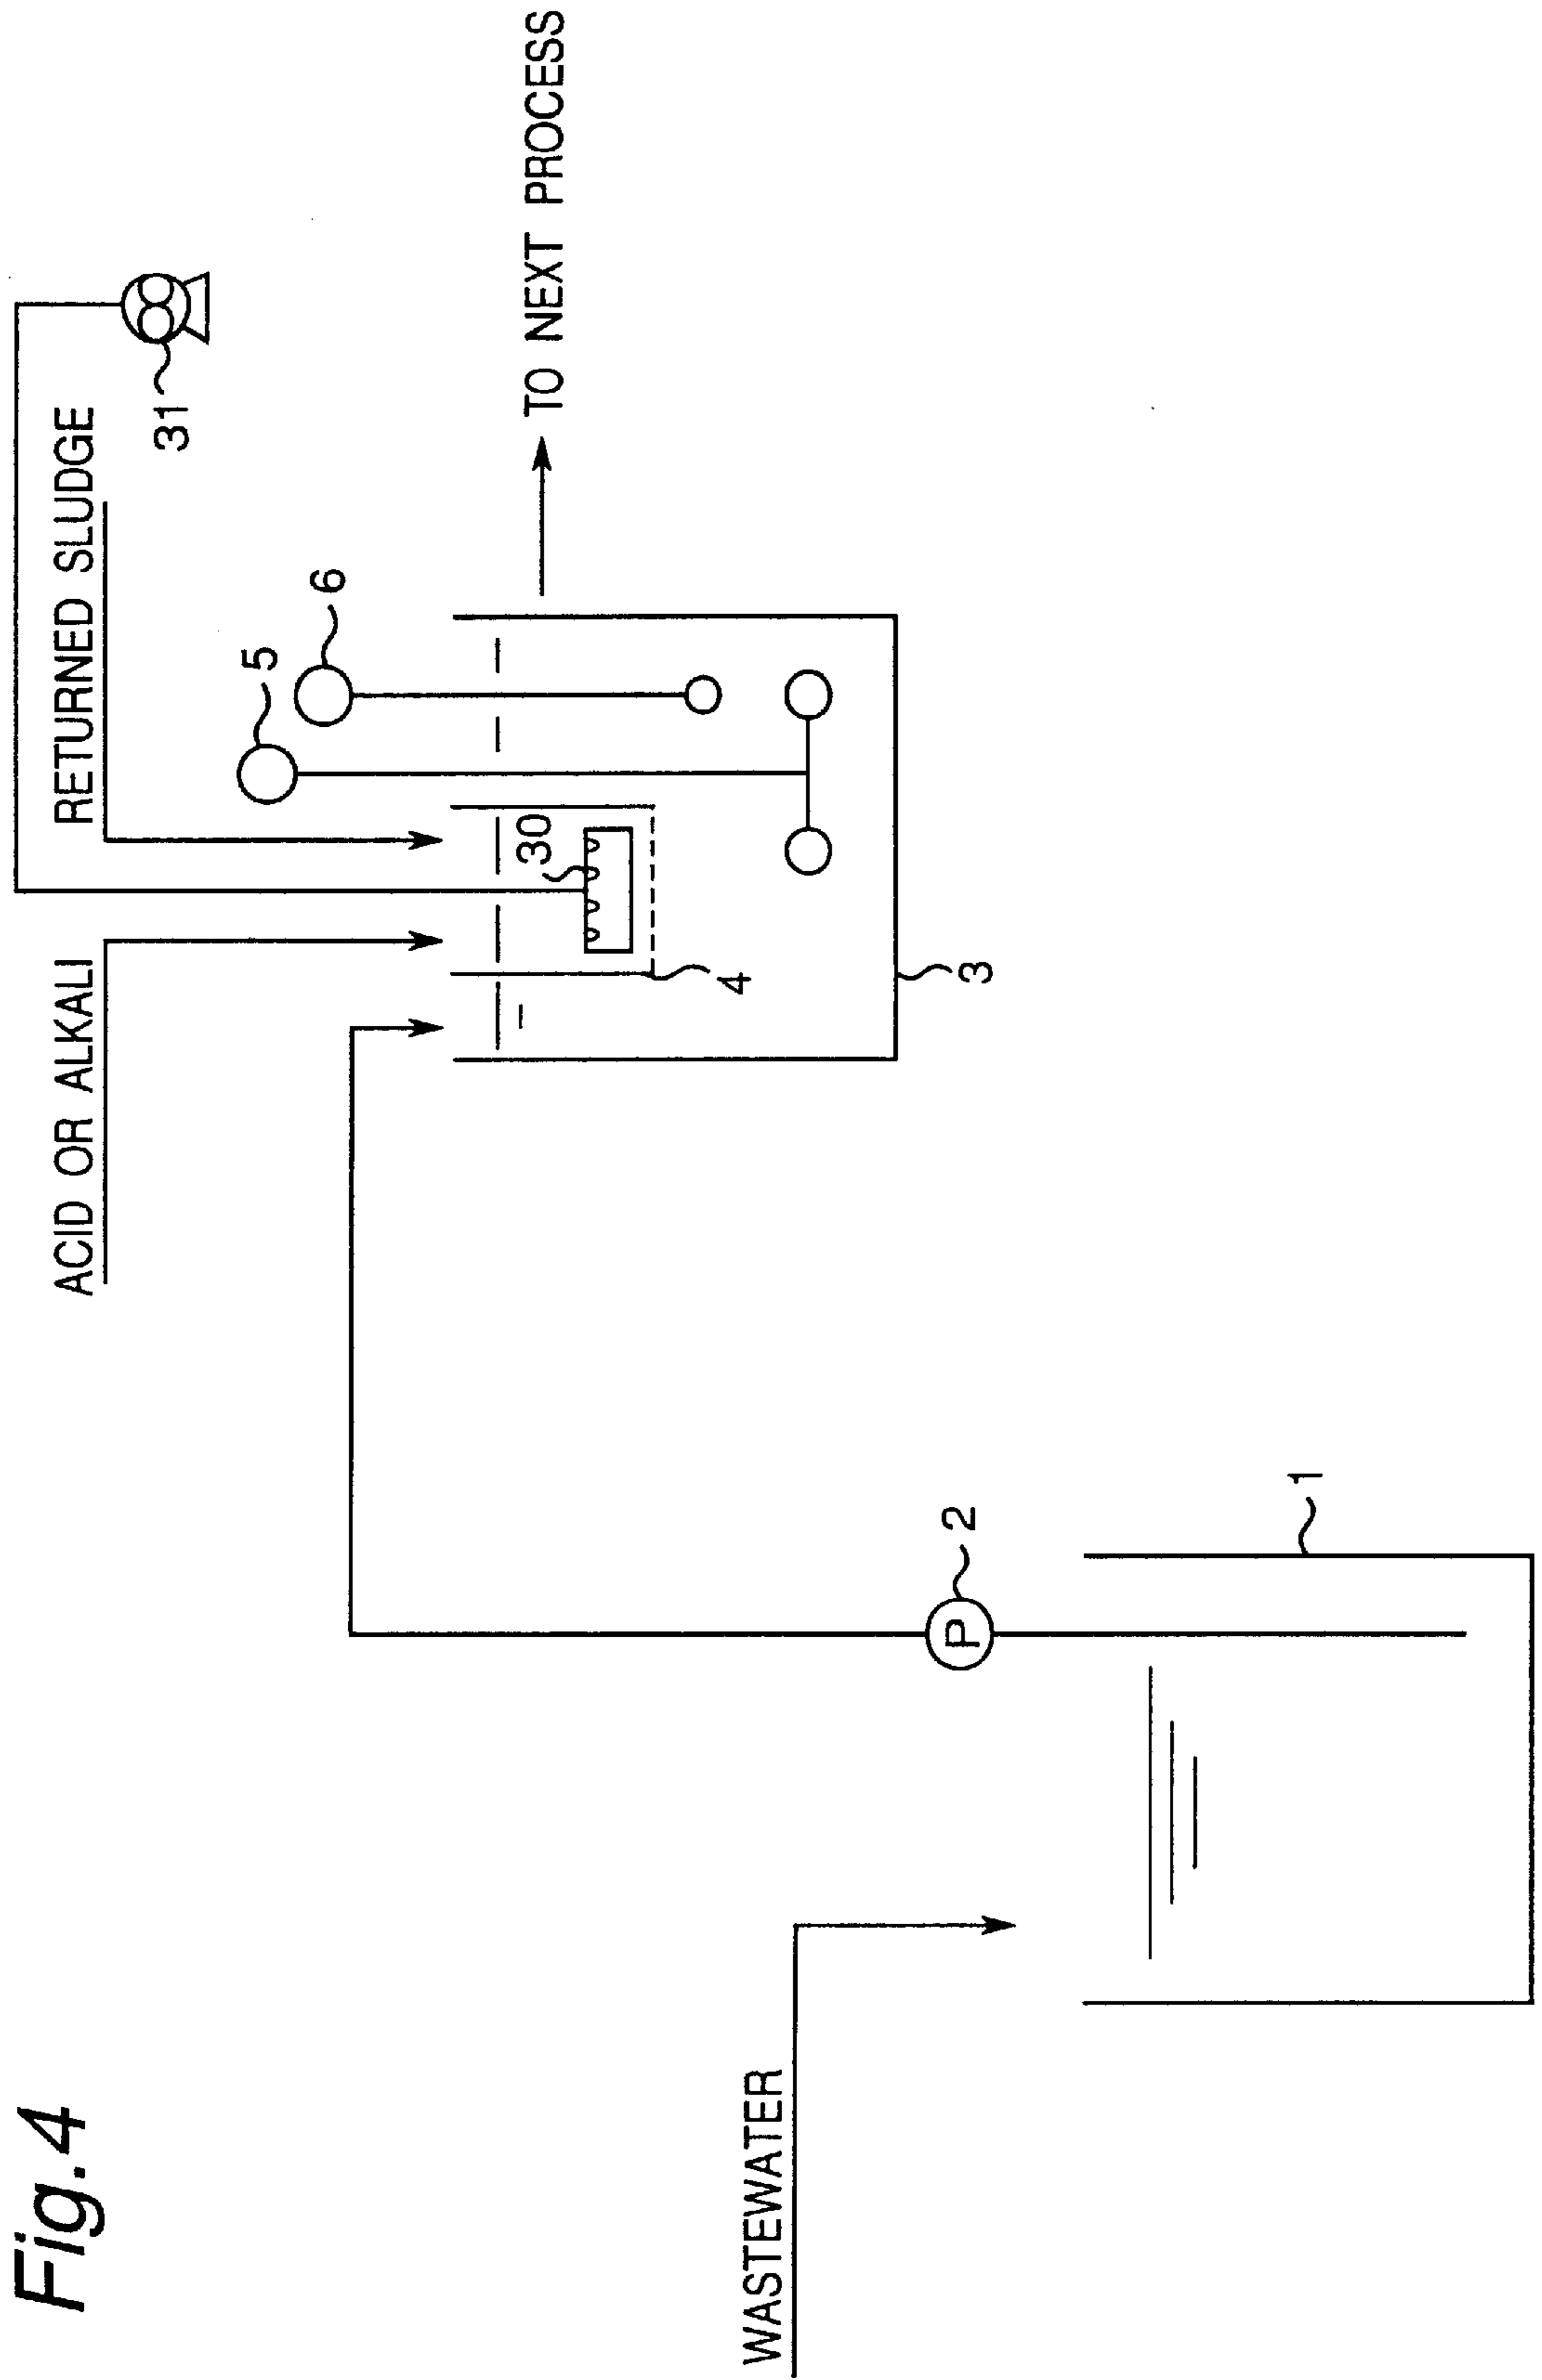 Fig.4
WASTEWATER
1
2
P
ACID OR ALKALI
RETURNED SLUDGE
31
5
6
30
4
3
TO NEXT PROCESS